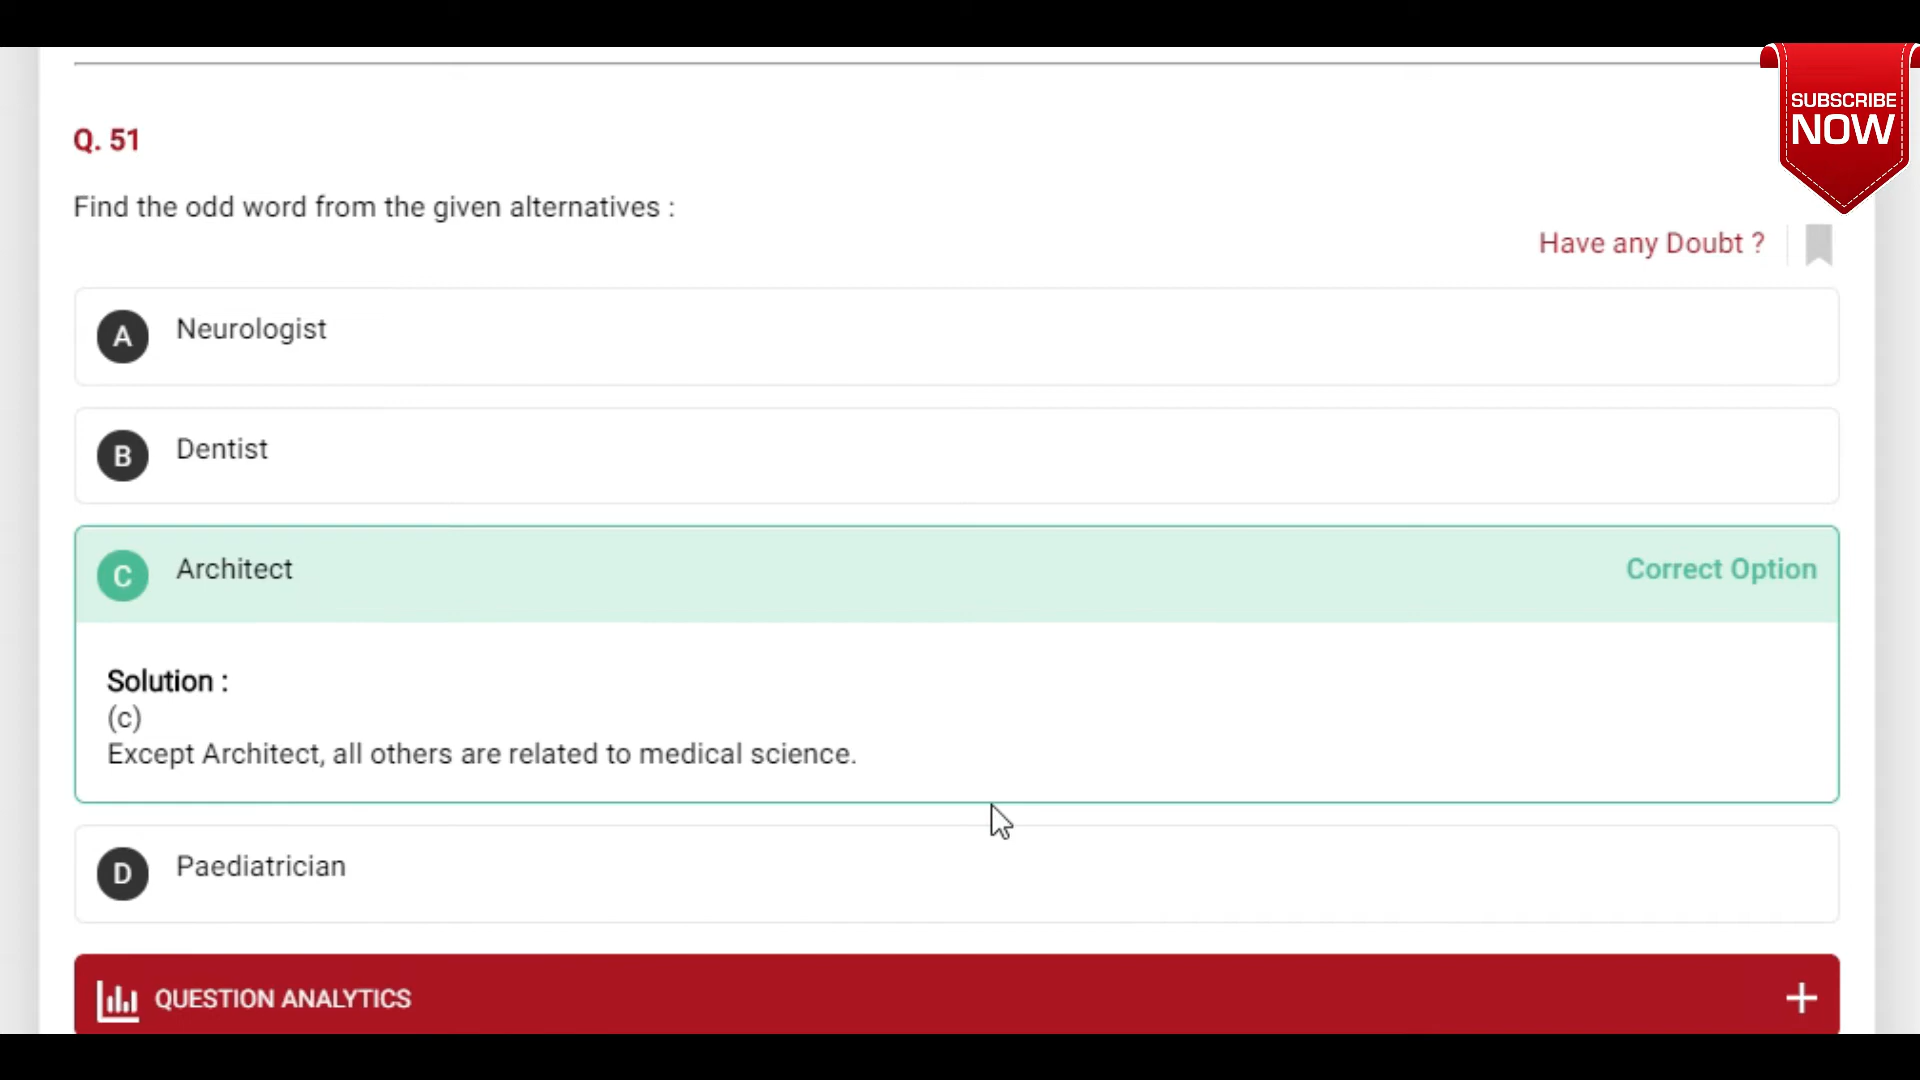 SUBSCRIBE
NOW
Q. 51
Find the odd word from the given alternatives :
Have any Doubt ?
A Neurologist
B Dentist
C Architect Correct Option
Solution :
(c)
Except Architect, all others are related to medical science.
D Paediatrician
QUESTION ANALYTICS +